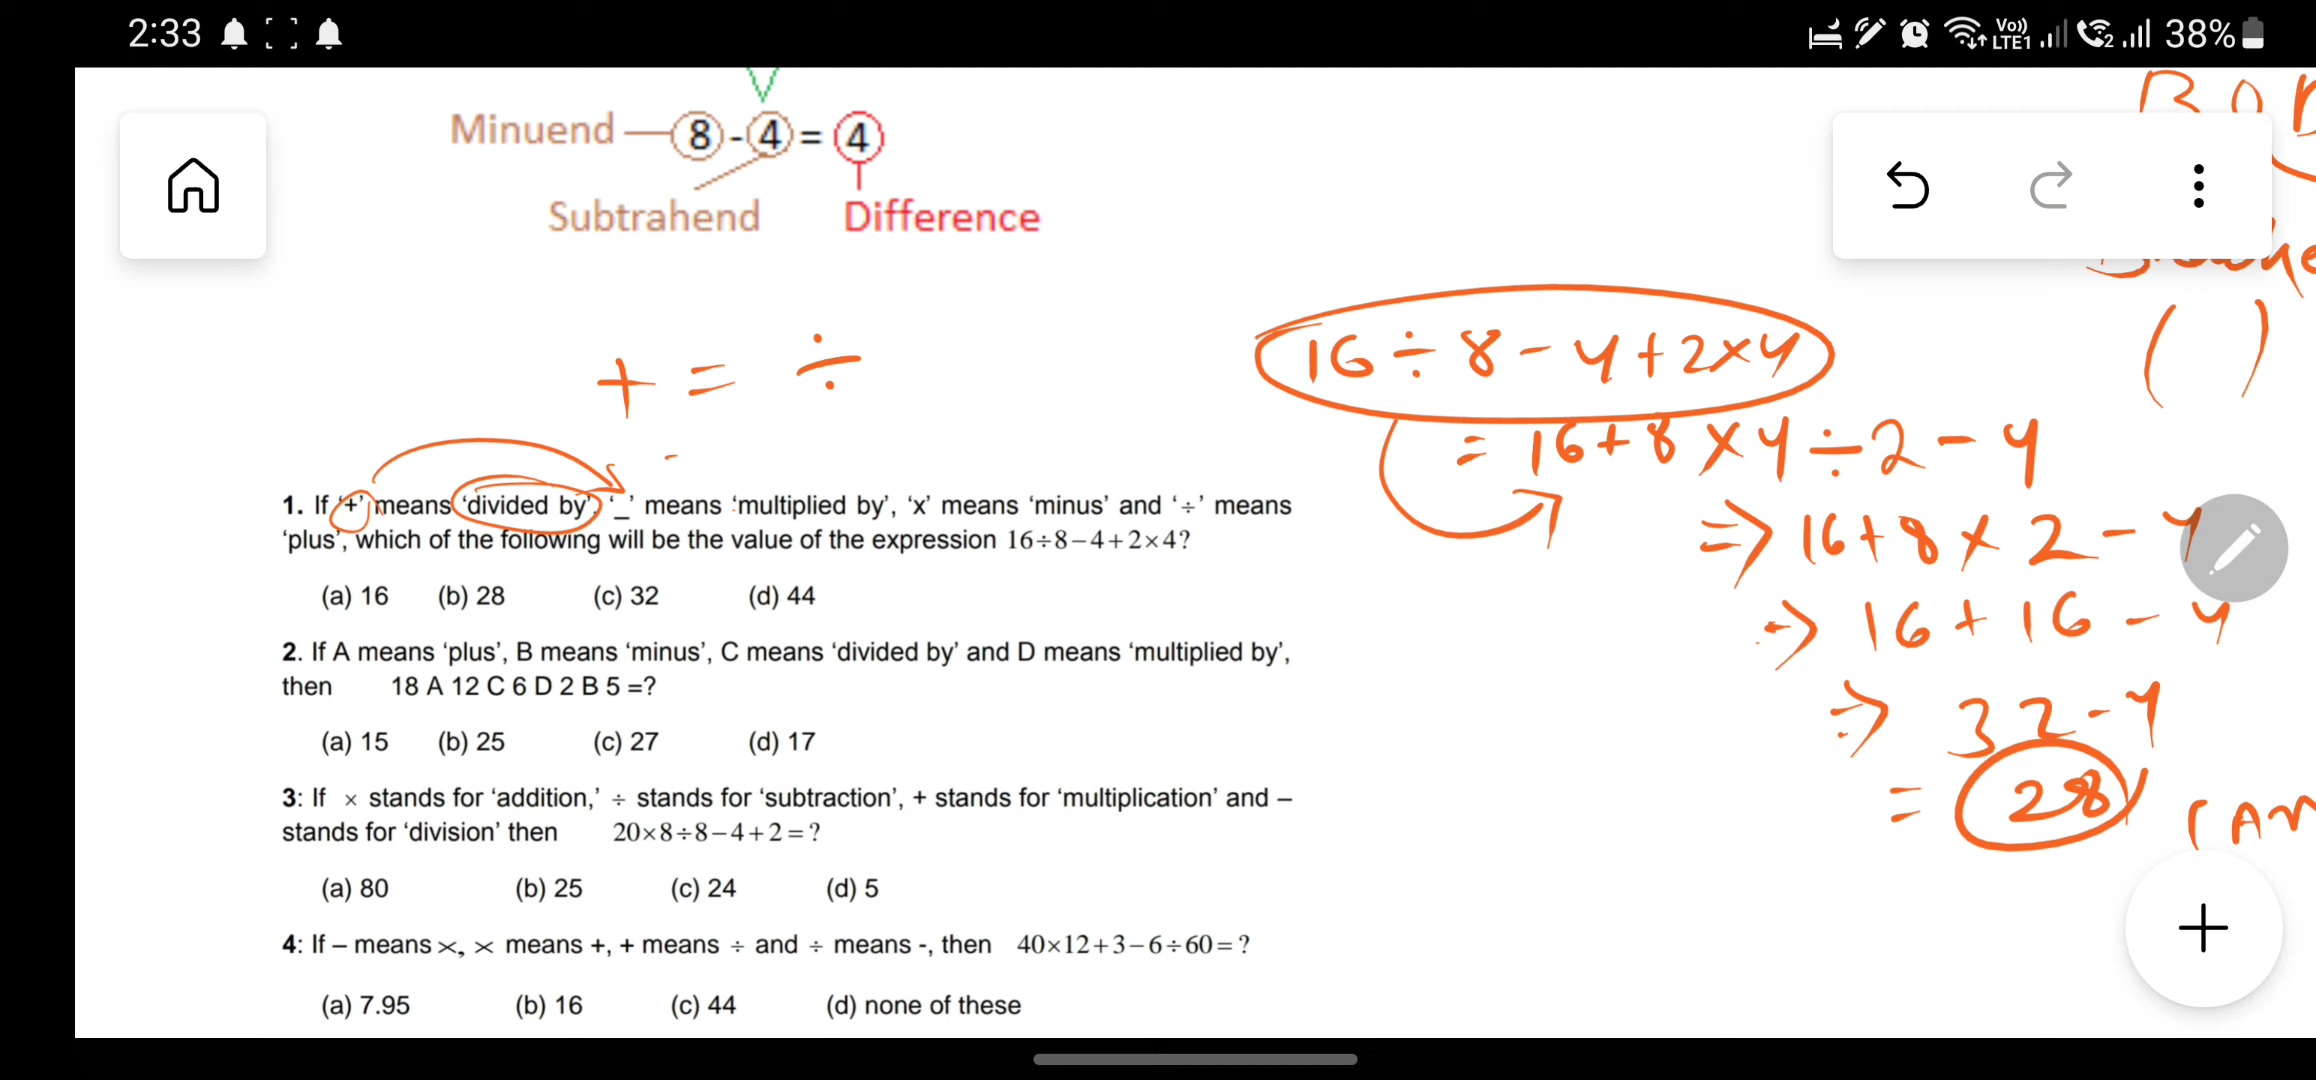 2:33 Vo)) LTE1 2 38%
Minuend 8 - 4 = 4
Subtrahend Difference
+ = ÷
16 ÷ 8 - 4 + 2 × 4
= 16 + 8 × 4 ÷ 2 - 4
⇒ 16 + 8 × 2 - 4
⇒ 16 + 16 - 4
⇒ 32 - 4
= 28
( )
1. If ‘+’ means ‘divided by’, ‘_’ means ‘multiplied by’, ‘x’ means ‘minus’ and ‘÷’ means
‘plus’, which of the following will be the value of the expression 16÷8−4+2×4?
(a) 16 (b) 28 (c) 32 (d) 44
2. If A means ‘plus’, B means ‘minus’, C means ‘divided by’ and D means ‘multiplied by’,
then 18 A 12 C 6 D 2 B 5 =?
(a) 15 (b) 25 (c) 27 (d) 17
3: If × stands for ‘addition,’ ÷ stands for ‘subtraction’, + stands for ‘multiplication’ and –
stands for ‘division’ then 20×8÷8−4+2=?
(a) 80 (b) 25 (c) 24 (d) 5
4: If – means ×, × means +, + means ÷ and ÷ means -, then 40×12+3−6÷60=?
(a) 7.95 (b) 16 (c) 44 (d) none of these